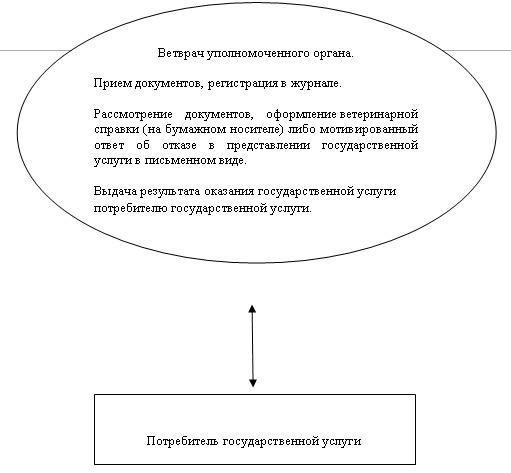 Ветврач уполномоченного органа.
Прием документов, регистрация в журнале.
Рассмотрение документов, оформление ветеринарной
справки (на бумажном носителе) либо мотивированный
ответ об отказе в представлении государственной
услуги в письменном виде.
Выдача результата оказания государственной услуги
потребителю государственной услуги.
Потребитель государственной услуги